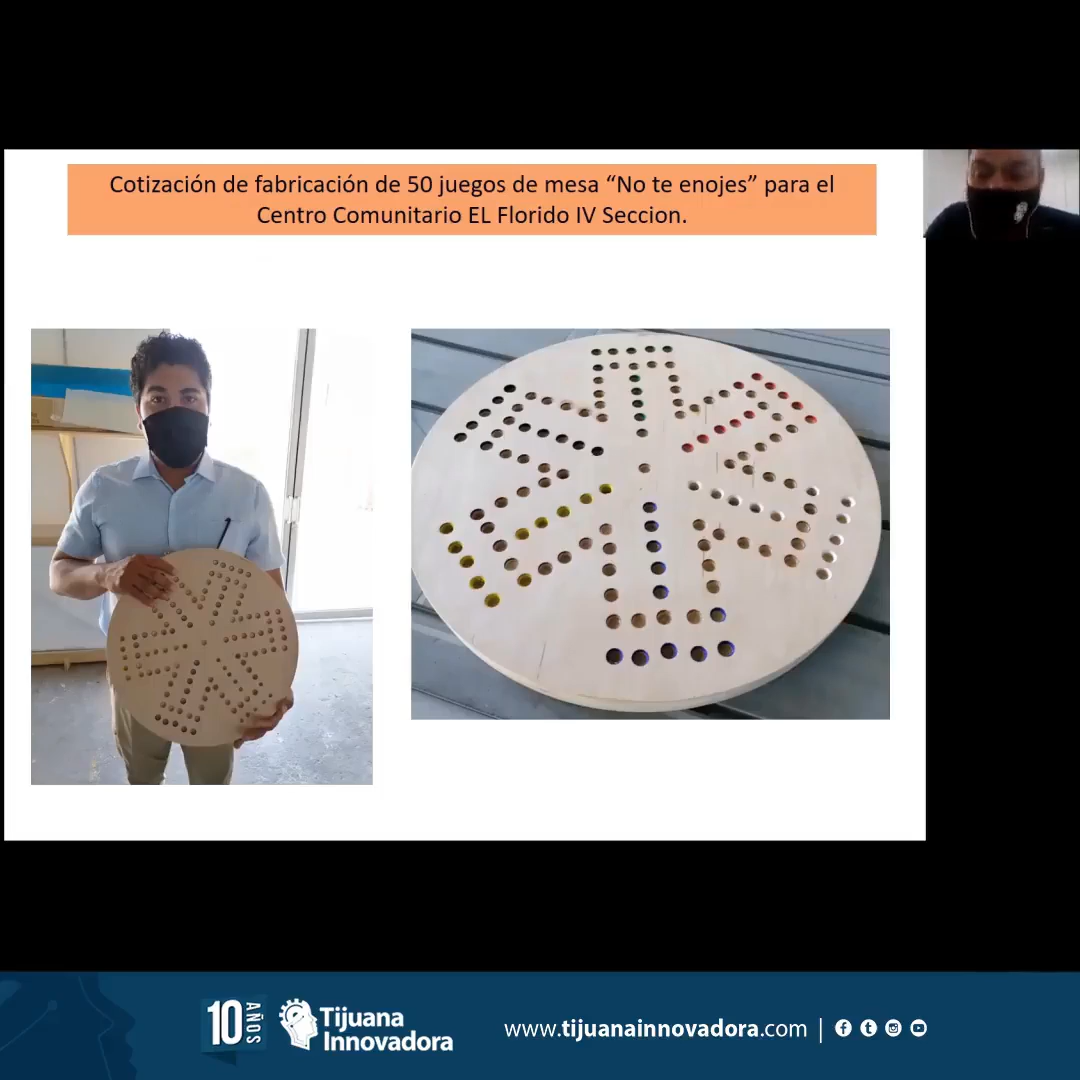 Cotización de fabricación de 50 juegos de mesa “No te enojes” para el
Centro Comunitario EL Florido IV Seccion.
10 AÑOS
Tijuana
Innovadora
www.tijuanainnovadora.com |